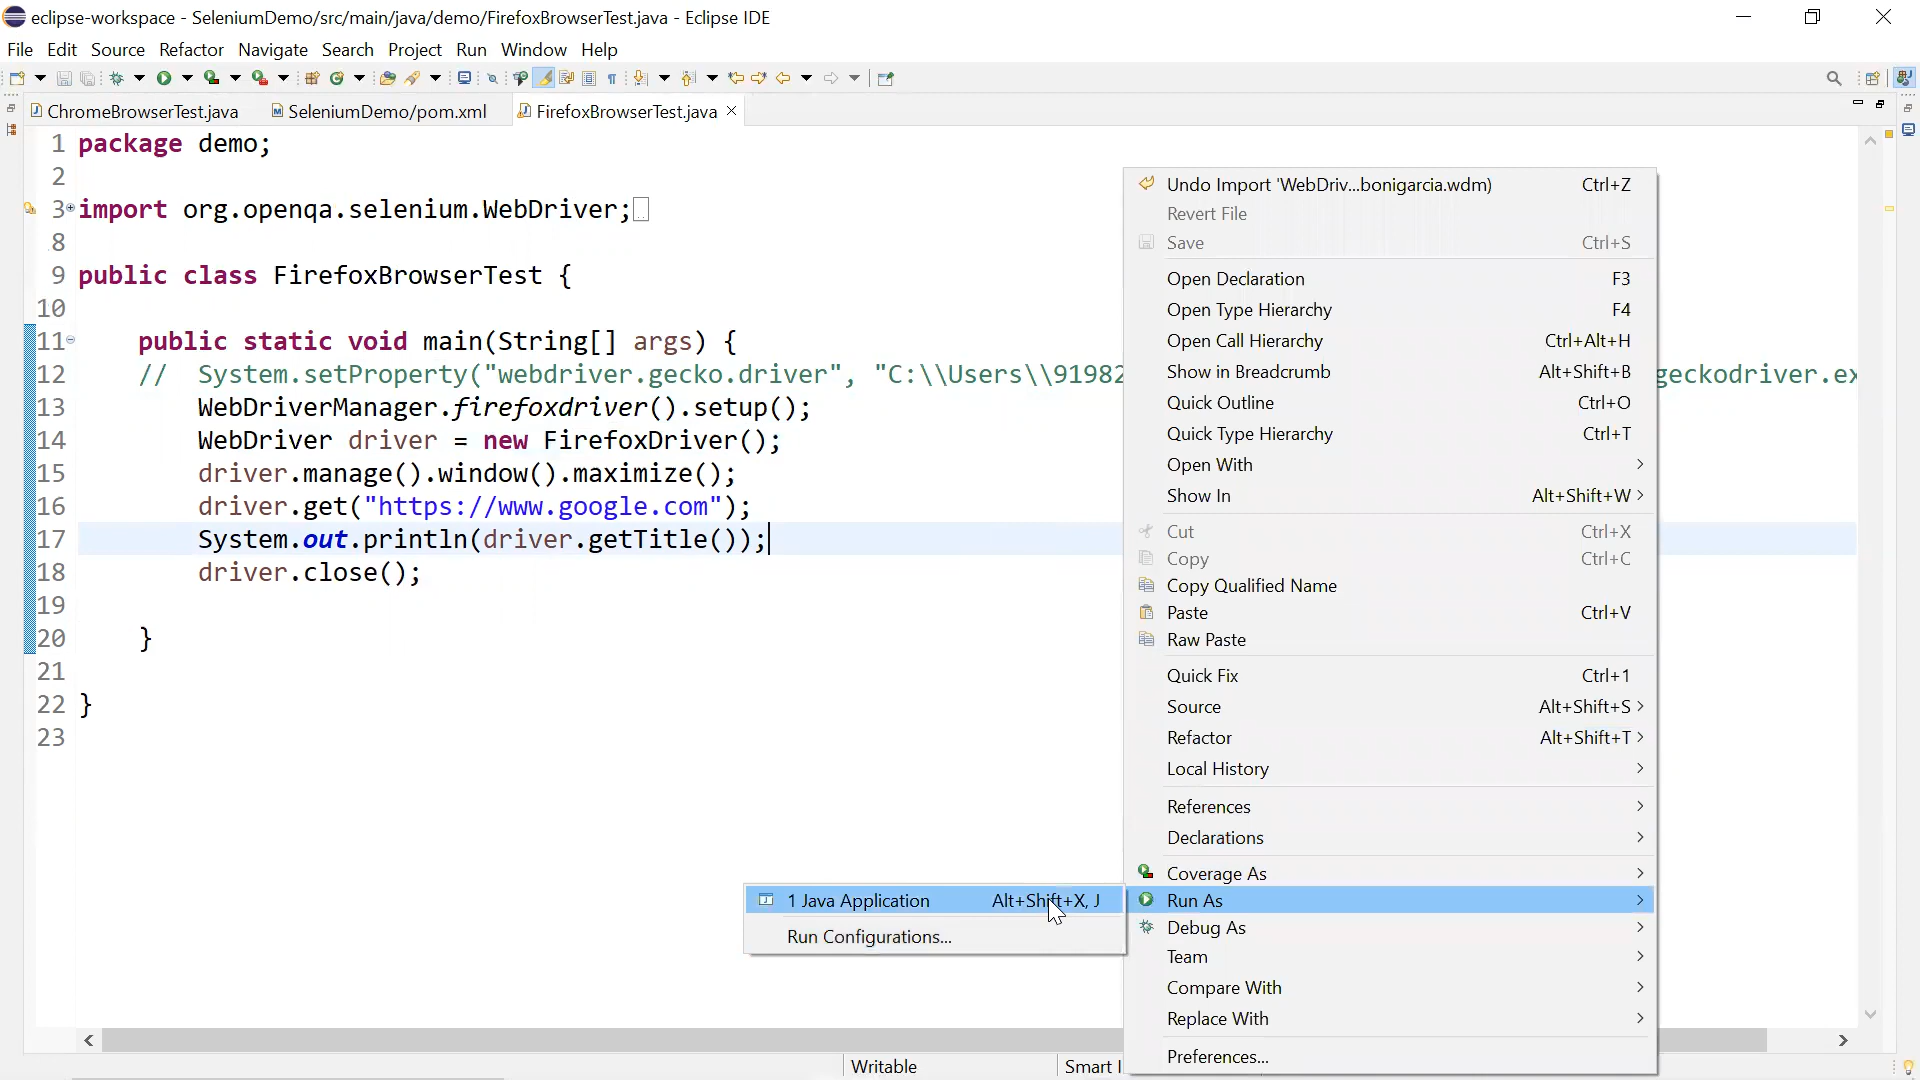 eclipse-workspace - SeleniumDemo/src/main/java/demo/FirefoxBrowserTest.java - Eclipse IDE
File Edit Source Refactor Navigate Search Project Run Window Help
ChromeBrowserTest.java SeleniumDemo/pom.xml FirefoxBrowserTest.java
1 package demo;
2
3 import org.openqa.selenium.WebDriver;
8
9 public class FirefoxBrowserTest {
10
11 public static void main(String[] args) {
12 // System.setProperty("webdriver.gecko.driver", "C:\\Users\\91982 geckodriver.ex
13 WebDriverManager.firefoxdriver().setup();
14 WebDriver driver = new FirefoxDriver();
15 driver.manage().window().maximize();
16 driver.get("https://www.google.com");
17 System.out.println(driver.getTitle());
18 driver.close();
19
20 }
21
22 }
23
Undo Import 'WebDriv...bonigarcia.wdm) Ctrl+Z
Revert File
Save Ctrl+S
Open Declaration F3
Open Type Hierarchy F4
Open Call Hierarchy Ctrl+Alt+H
Show in Breadcrumb Alt+Shift+B
Quick Outline Ctrl+O
Quick Type Hierarchy Ctrl+T
Open With
Show In Alt+Shift+W
Cut Ctrl+X
Copy Ctrl+C
Copy Qualified Name
Paste Ctrl+V
Raw Paste
Quick Fix Ctrl+1
Source Alt+Shift+S
Refactor Alt+Shift+T
Local History
References
Declarations
Coverage As
Run As
Debug As
Team
Compare With
Replace With
Preferences...
1 Java Application Alt+Shift+X, J
Run Configurations...
Writable Smart I